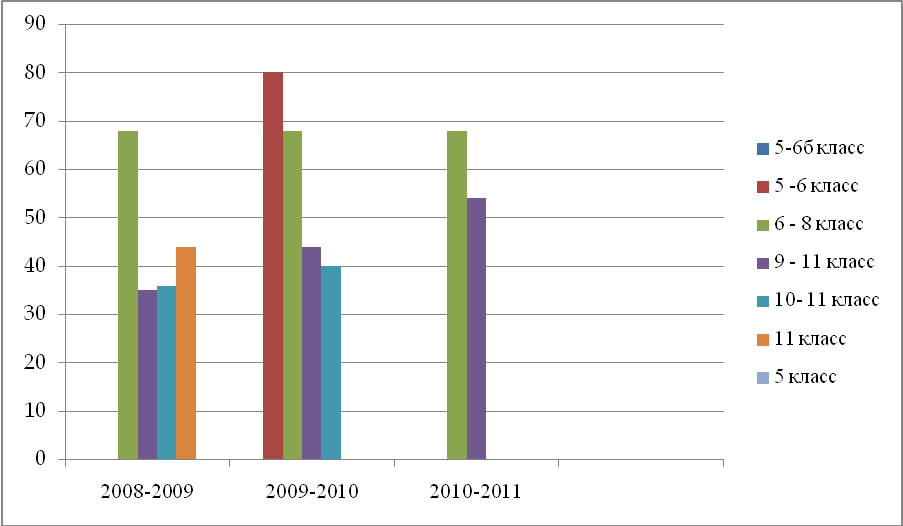 90
80
70
60
50
40
30
20
10
0
2008-2009
2009-2010
2010-2011
5-6б класс
5 -6 класс
6 - 8 класс
9 - 11 класс
10- 11 класс
11 класс
5 класс